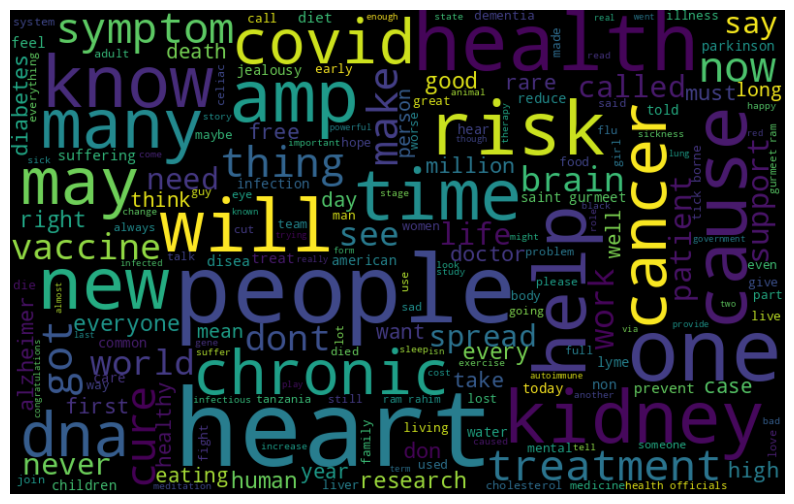 symptom
covid
health
say
know
amp
now
many
risk
may
will
time
cancer
cause
vaccine
new
people
help
one
chronic
heart
kidney
dna
cure
treatment
call
enough
state
real
went
dementia
illness
diet
feel
adult
death
jealousy
early
good
rare
called
made
read
parkinson
must
long
diabetes
everything
celiac
story
maybe
free
make
person
worse
great
animal
reduce
said
told
sickness
happy
sick
suffering
important
powerful
hope
hear
though
therapy
flu
girl
lung
red
come
thing
infection
million
food
brain
tick borne
gurmeet ram
need
day
saint gurmeet
support
right
think
guy
eye
stage
man
black
role
change
known
trying
always
team
women
see
life
well
patient
even
cut
might
government
form
doctor
problem
infected
talk
treat
really
american
look
study
please
give
disea
two
die
almost
use
body
part
everyone
mean
sad
going
via
provide
live
last
common
gene
lot
dont
want
spread
every
work
full
lyme
case
got
world
suffer
died
sleep
isn
autoimmune
non
prevent
way
are
exercise
cost
take
today
another
alzheimer
first
healthy
infectious
tanzania
play
still
ram rahim
lost
congratulations
living
water
bad
never
fight
don
mental
tell
someone
love
high
caused
eating
increase
family
used
join
children
human
year
research
meditation
liver
term
cholesterol
medicine
health officials